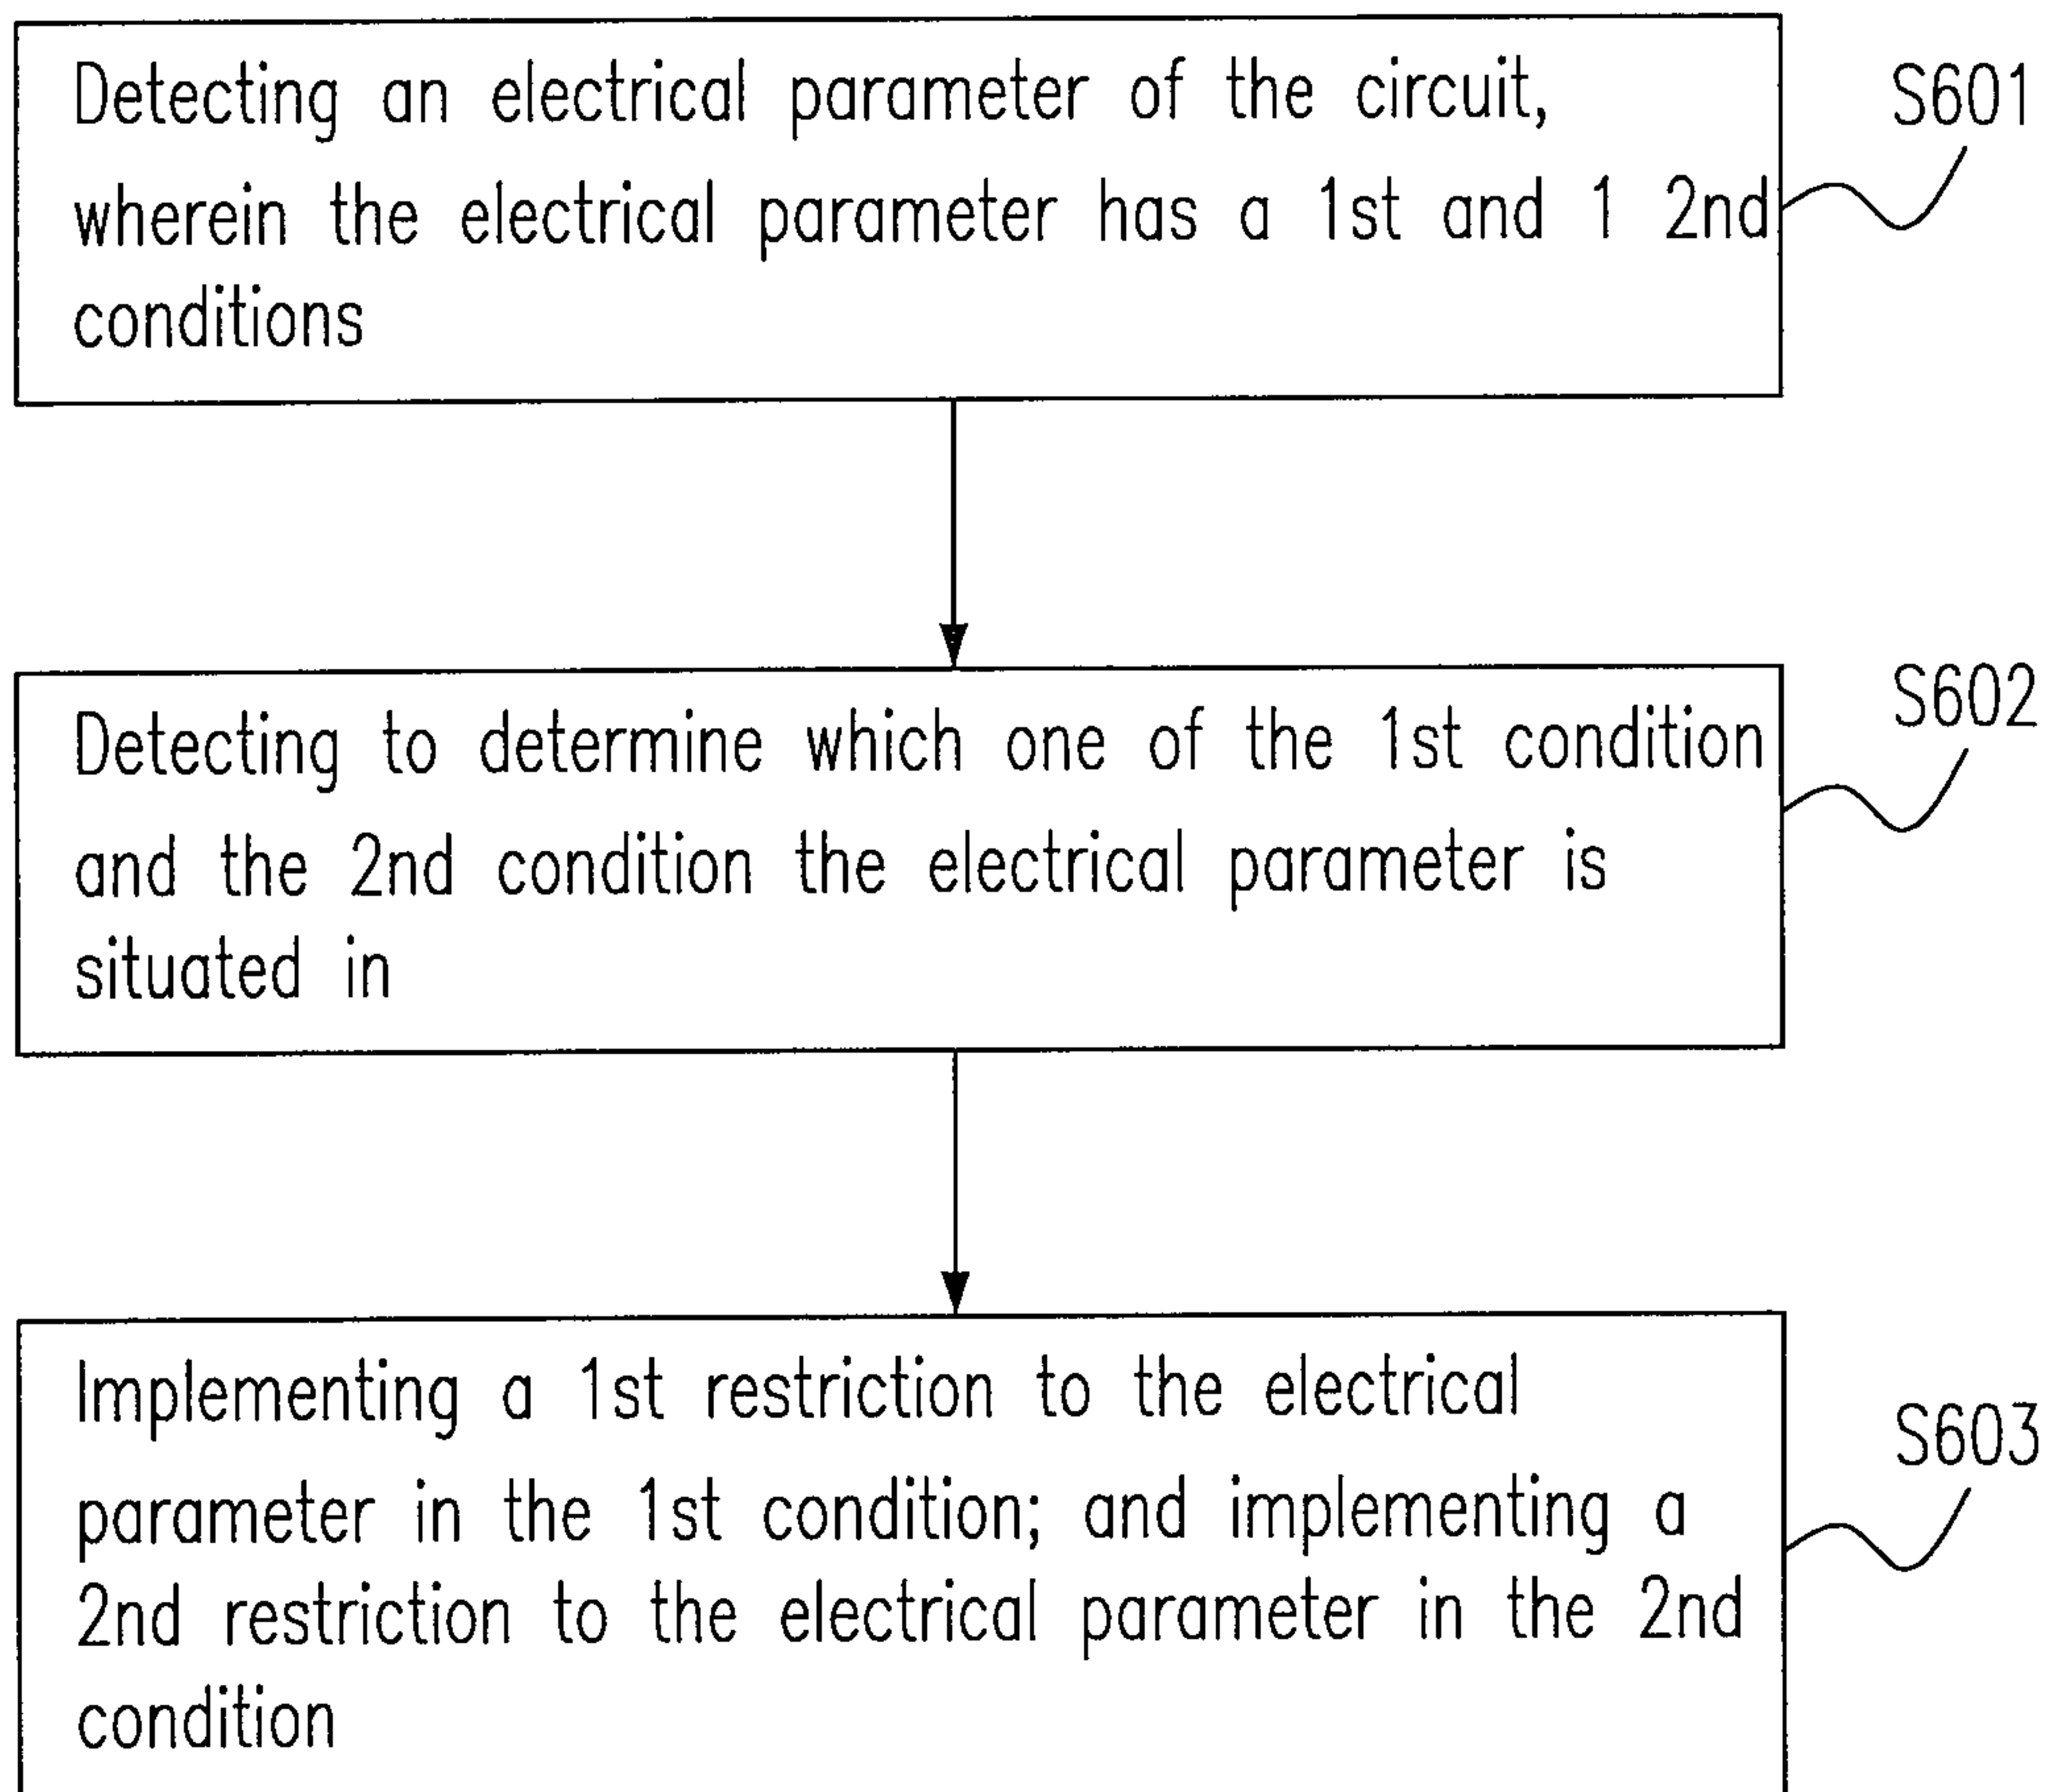 Detecting an electrical parameter of the circuit,
wherein the electrical parameter has a 1st and 1 2nd
conditions
S601
Detecting to determine which one of the 1st condition
and the 2nd condition the electrical parameter is
situated in
S602
Implementing a 1st restriction to the electrical
parameter in the 1st condition; and implementing a
2nd restriction to the electrical parameter in the 2nd
condition
S603